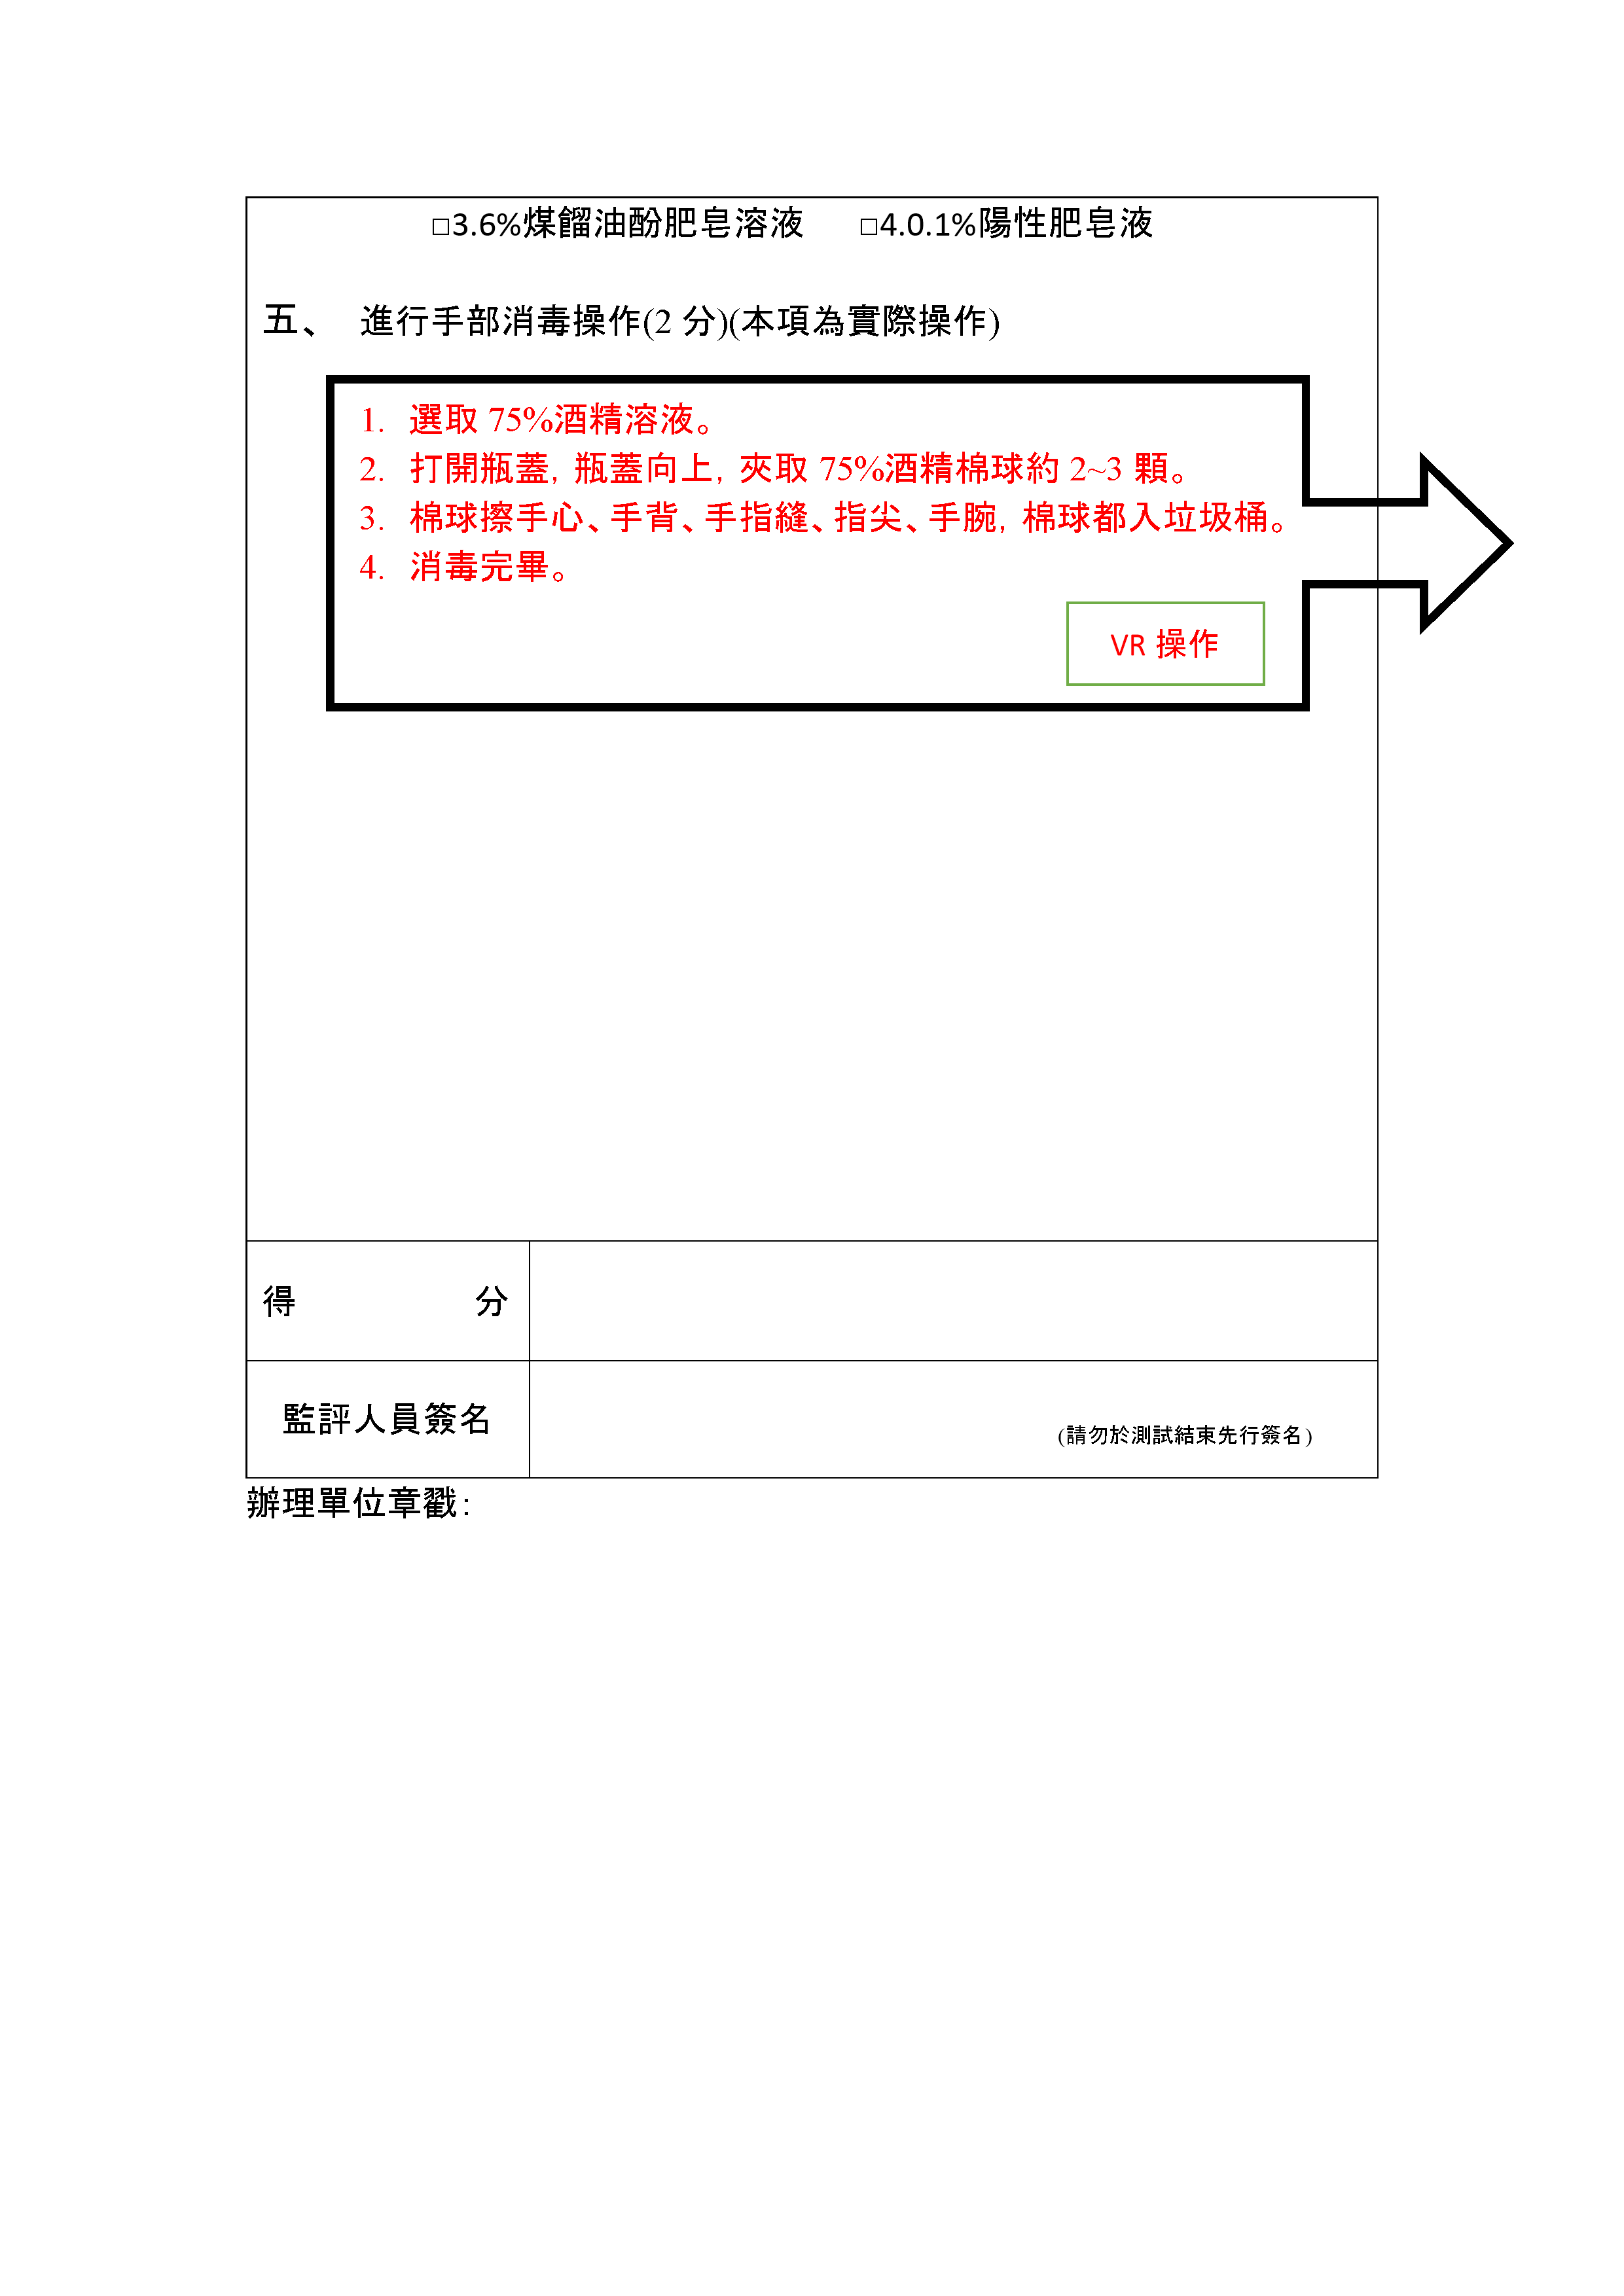 □3.6%煤餾油酚肥皂溶液 □4.0.1%陽性肥皂液
五、 進行手部消毒操作(2 分)(本項為實際操作)
1. 選取 75%酒精溶液。
2. 打開瓶蓋，瓶蓋向上，夾取 75%酒精棉球約 2~3 顆。
3. 棉球擦手心、手背、手指縫、指尖、手腕，棉球都入垃圾桶。
4. 消毒完畢。
VR 操作
得 分
監評人員簽名
(請勿於測試結束先行簽名)
辦理單位章戳：